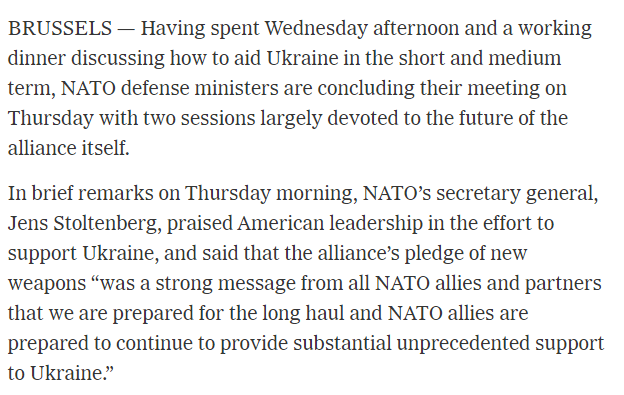 BRUSSELS — Having spent Wednesday afternoon and a working
dinner discussing how to aid Ukraine in the short and medium
term, NATO defense ministers are concluding their meeting on
Thursday with two sessions largely devoted to the future of the
alliance itself.
In brief remarks on Thursday morning, NATO’s secretary general,
Jens Stoltenberg, praised American leadership in the effort to
support Ukraine, and said that the alliance’s pledge of new
weapons “was a strong message from all NATO allies and partners
that we are prepared for the long haul and NATO allies are
prepared to continue to provide substantial unprecedented support
to Ukraine.”